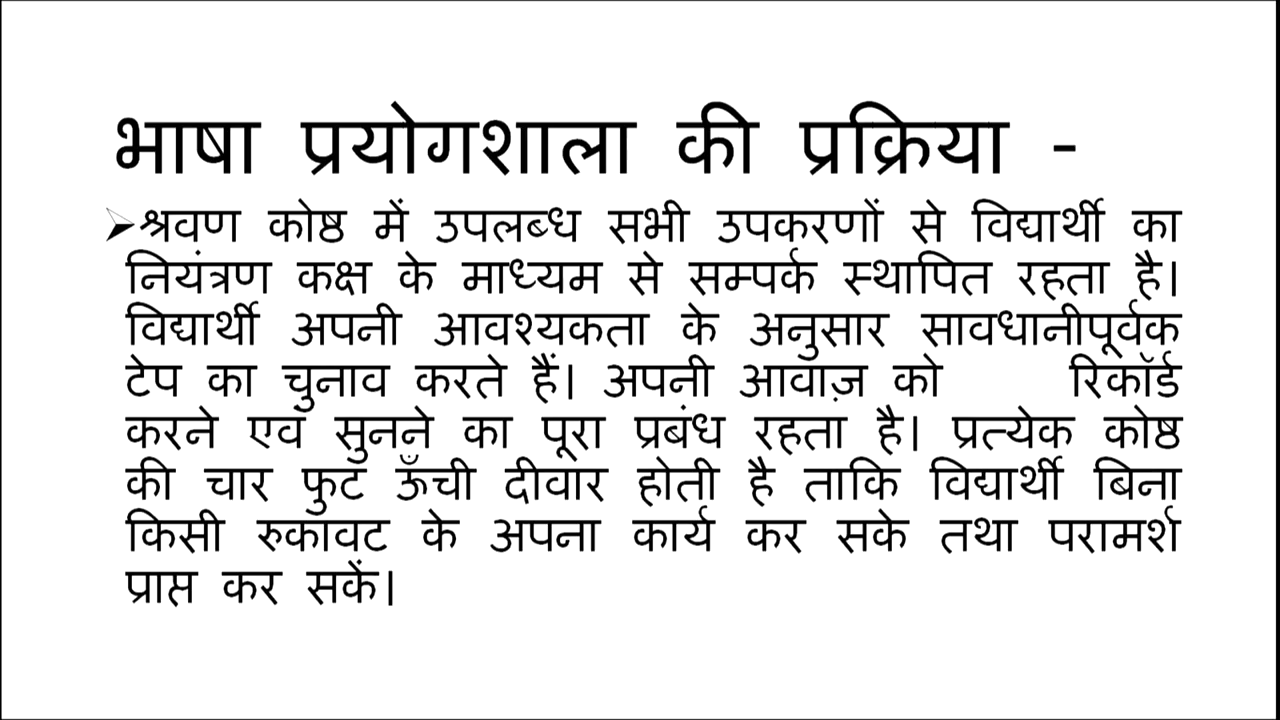 भाषा प्रयोगशाला की प्रक्रिया -
➢श्रवण कोष्ठ में उपलब्ध सभी उपकरणों से विद्यार्थी का
नियंत्रण कक्ष के माध्यम से सम्पर्क स्थापित रहता है।
विद्यार्थी अपनी आवश्यकता के अनुसार सावधानीपूर्वक
टेप का चुनाव करते हैं। अपनी आवाज़ को रिकॉर्ड
करने एवं सुनने का पूरा प्रबंध रहता है। प्रत्येक कोष्ठ
की चार फुट ऊँची दीवार होती है ताकि विद्यार्थी बिना
किसी रुकावट के अपना कार्य कर सके तथा परामर्श
प्राप्त कर सकें।